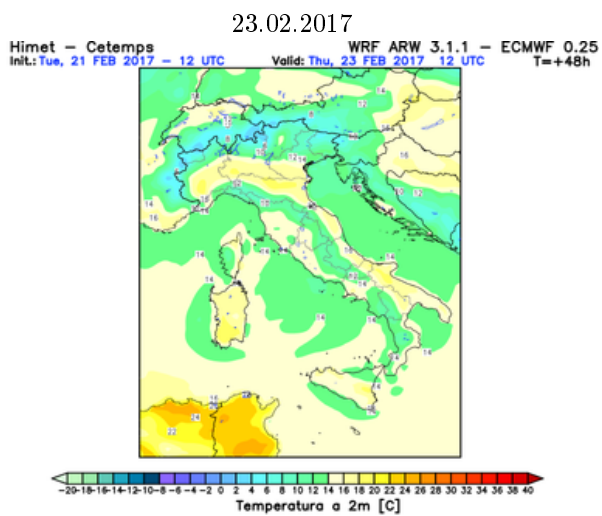 23.02.2017
Himet - Cetemps WRF ARW 3.1.1 - ECMWF 0.25
Init.: Tue, 21 FEB 2017 - 12 UTC Valid: Thu, 23 FEB 2017 12 UTC T=+48h
-20 -18 -16 -14 -12 -10 -8 -6 -4 -2 0 2 4 6 8 10 12 14 16 18 20 22 24 26 28 30 32 34 36 38 40
Temperatura a 2m [C]